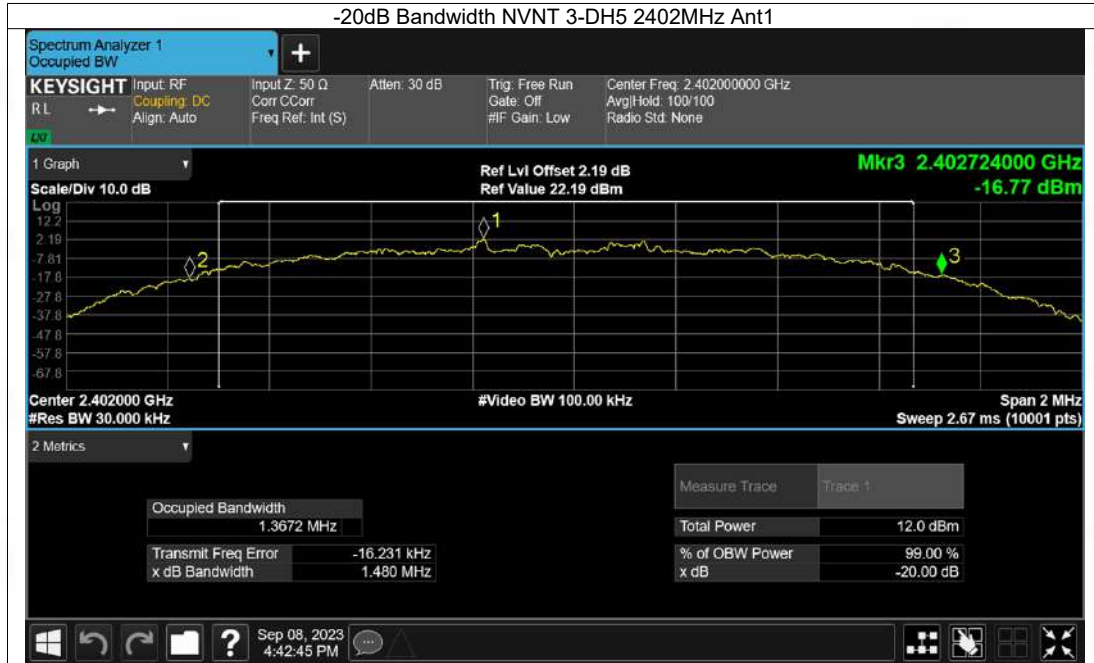 -20dB Bandwidth NVNT 3-DH5 2402MHz Ant1
Spectrum Analyzer 1
Occupied BW
+
KEYSIGHT Input: RF Input Z: 50 Ω Atten: 30 dB Trig: Free Run Center Freq: 2.402000000 GHz
RL Coupling: DC Corr CCorr Gate: Off Avg|Hold: 100/100
Align: Auto Freq Ref: Int (S) #IF Gain: Low Radio Std: None
LXI
1 Graph Ref Lvl Offset 2.19 dB Mkr3 2.402724000 GHz
Scale/Div 10.0 dB Ref Value 22.19 dBm -16.77 dBm
Log
12.2
2.19
-7.81
-17.8
-27.8
-37.8
-47.8
-57.8
-67.8
1
2
3
Center 2.402000 GHz #Video BW 100.00 kHz Span 2 MHz
#Res BW 30.000 kHz Sweep 2.67 ms (10001 pts)
2 Metrics
Measure Trace Trace 1
Occupied Bandwidth
1.3672 MHz Total Power 12.0 dBm
Transmit Freq Error -16.231 kHz % of OBW Power 99.00 %
x dB Bandwidth 1.480 MHz x dB -20.00 dB
? Sep 08, 2023
4:42:45 PM